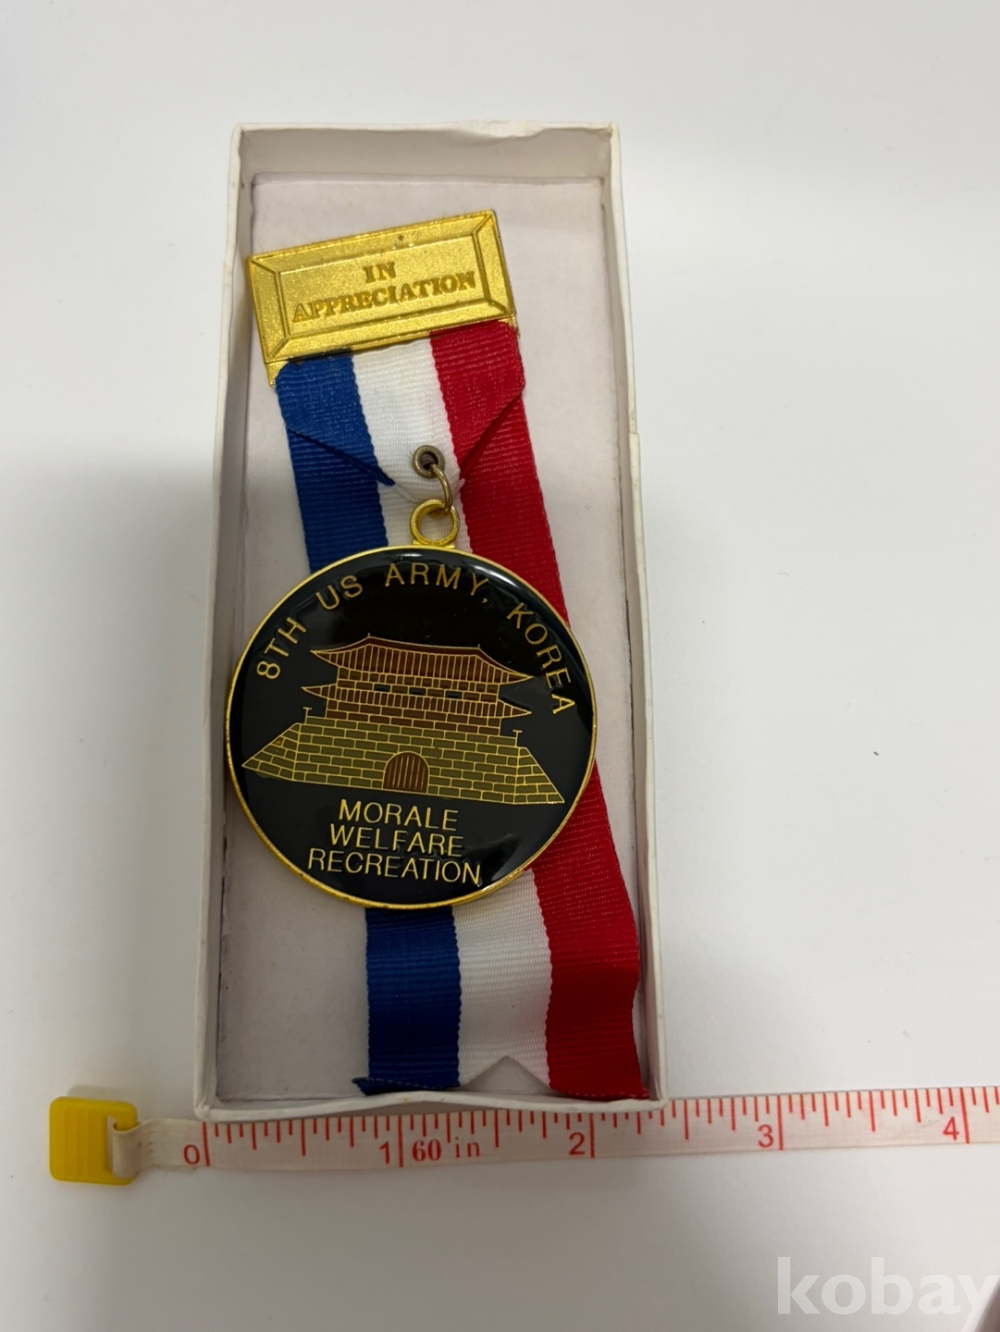 IN
APPRECIATION
8TH US ARMY, KOREA
MORALE
WELFARE
RECREATION
0 1 60 in 2 3 4
kobay